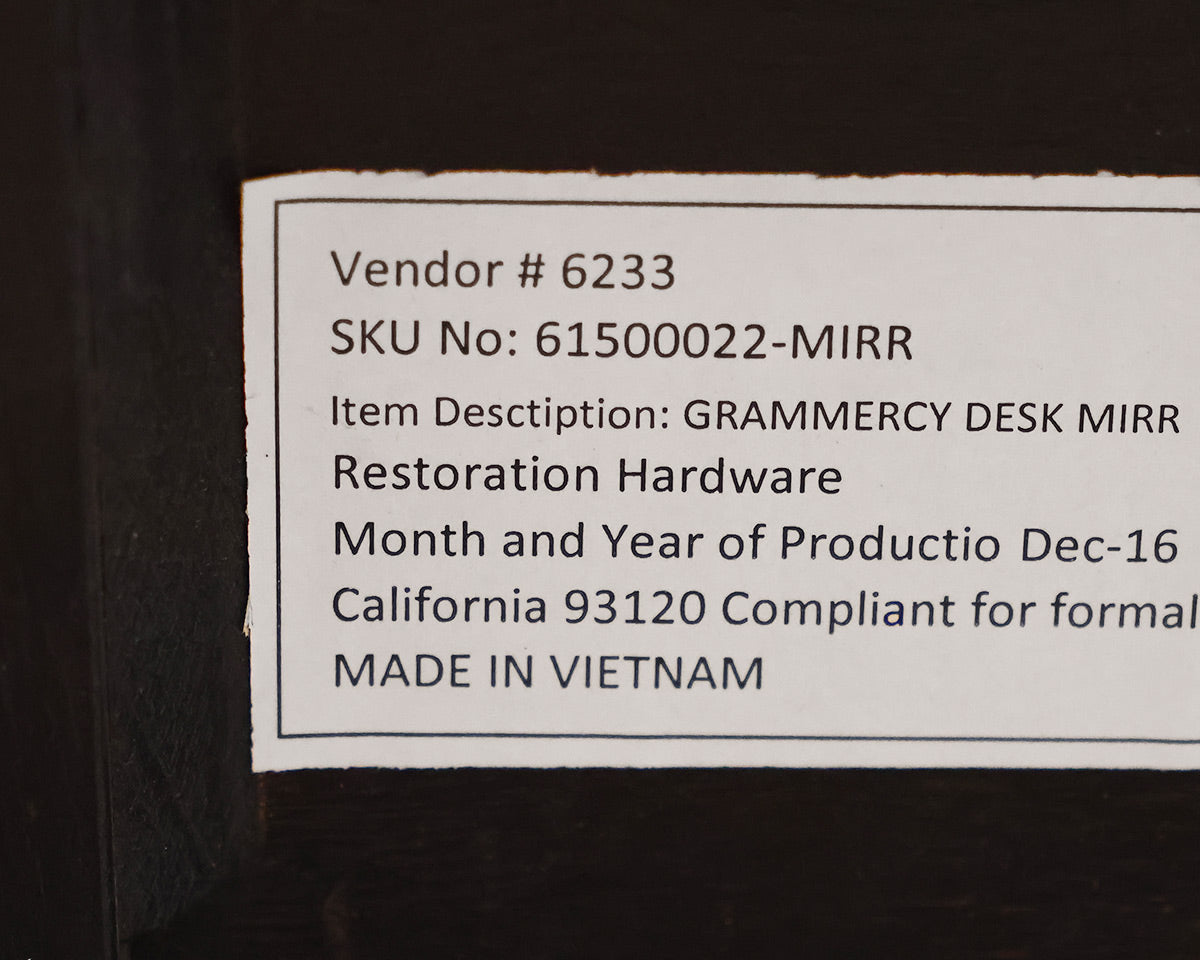 Vendor # 6233
SKU No: 61500022-MIRR
Item Desctiption: GRAMMERCY DESK MIRR
Restoration Hardware
Month and Year of Productio Dec-16
California 93120 Compliant for formal
MADE IN VIETNAM